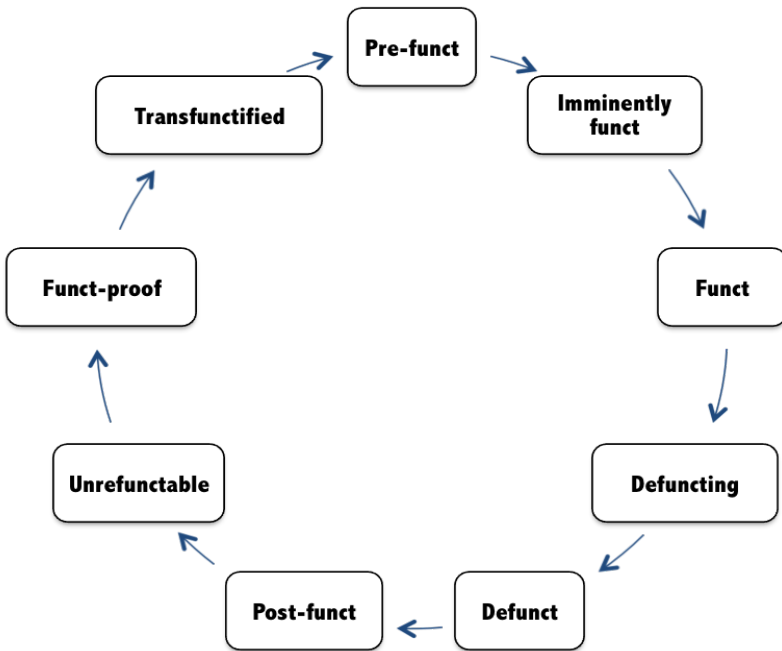 Pre-funct
Imminently
funct
Funct
Defuncting
Defunct
Post-funct
Unrefunctable
Funct-proof
Transfunctified